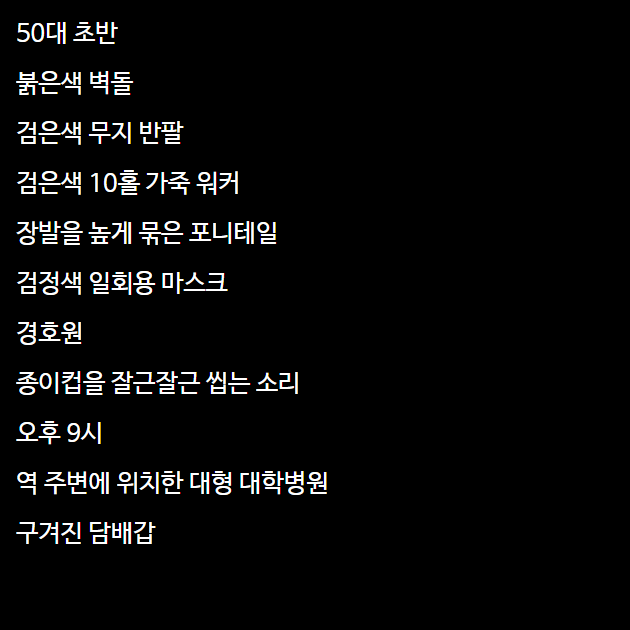 50대 초반
붉은색 벽돌
검은색 무지 반팔
검은색 10홀 가죽 워커
장발을 높게 묶은 포니테일
검정색 일회용 마스크
경호원
종이컵을 잘근잘근 씹는 소리
오후 9시
역 주변에 위치한 대형 대학병원
구겨진 담배갑